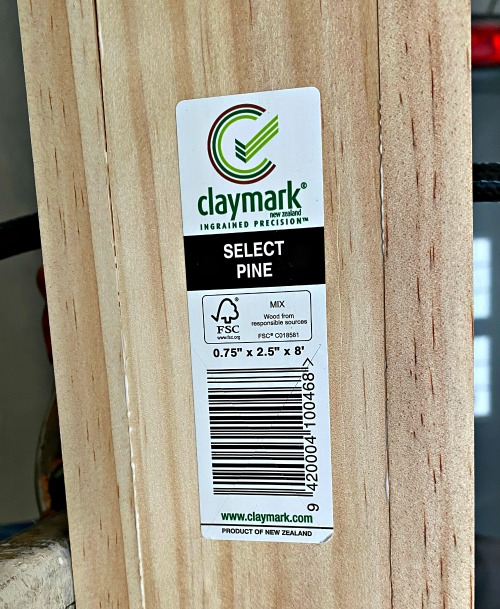 claymark®
new zealand
INGRAINED PRECISION™
SELECT
PINE
FSC
www.fsc.org
MIX
Wood from
responsible sources
FSC® C018561
0.75" x 2.5" x 8'
9 420004 100468 >
www.claymark.com
PRODUCT OF NEW ZEALAND